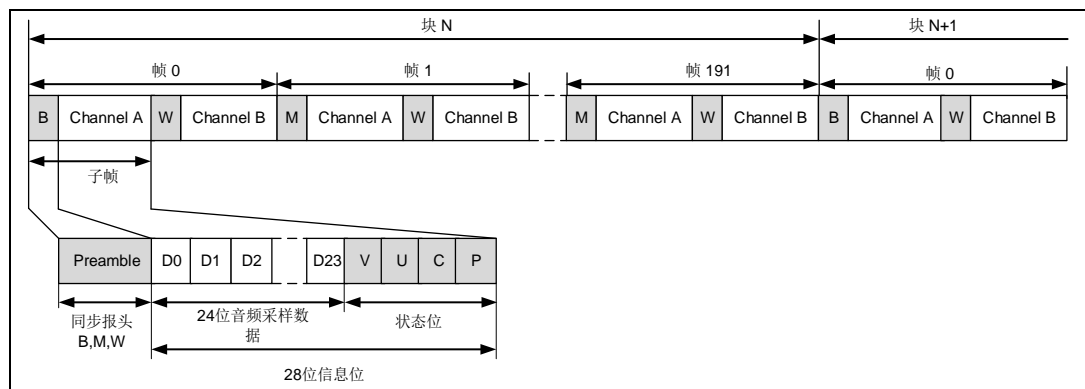 块 N
块 N+1
帧 0
帧 1
帧 191
帧 0
B Channel A W Channel B M Channel A W Channel B M Channel A W Channel B B Channel A W Channel B
子帧
Preamble D0 D1 D2 D23 V U C P
同步报头
B,M,W
24位音频采样数
据
状态位
28位信息位